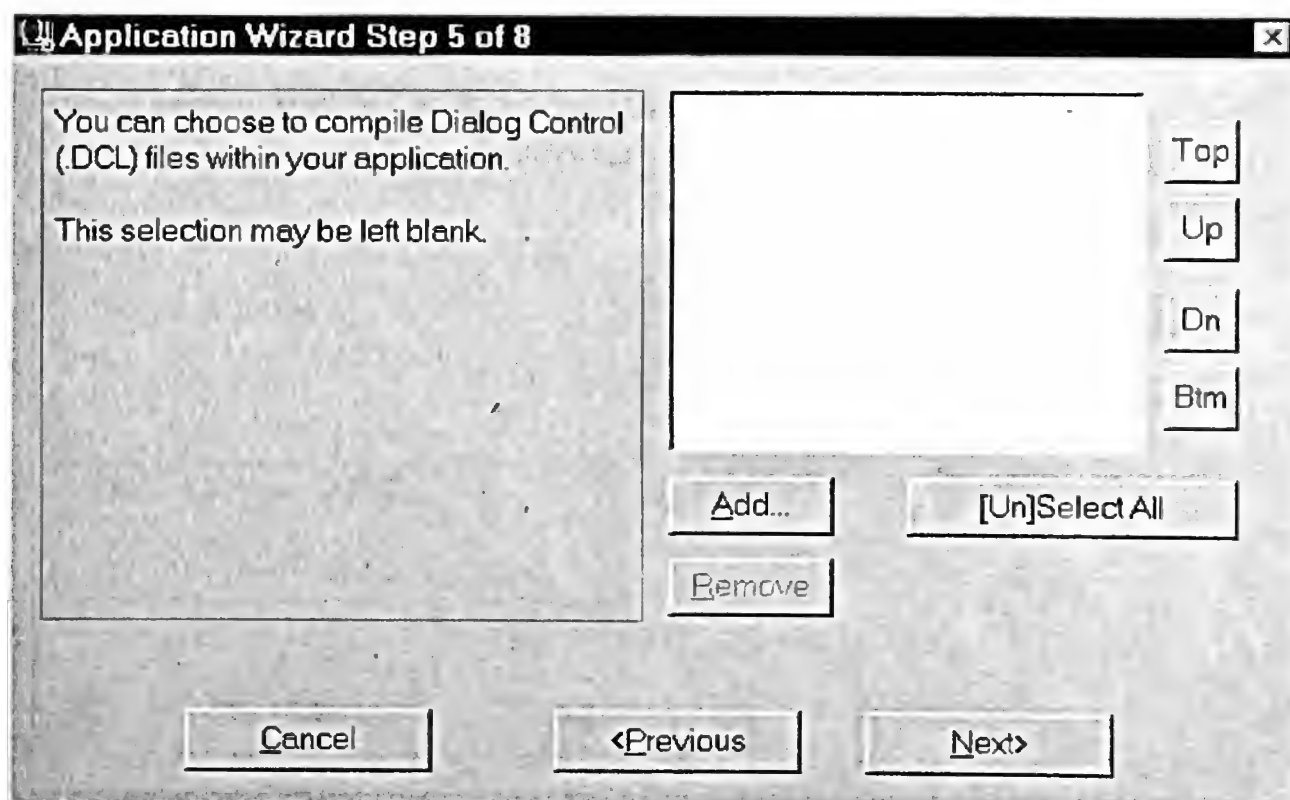 Application Wizard Step 5 of 8
You can choose to compile Dialog Control
(.DCL) files within your application.
This selection may be left blank.
Top
Up
Dn
Btm
Add...
[Un]Select All
Remove
Cancel
<Previous
Next>